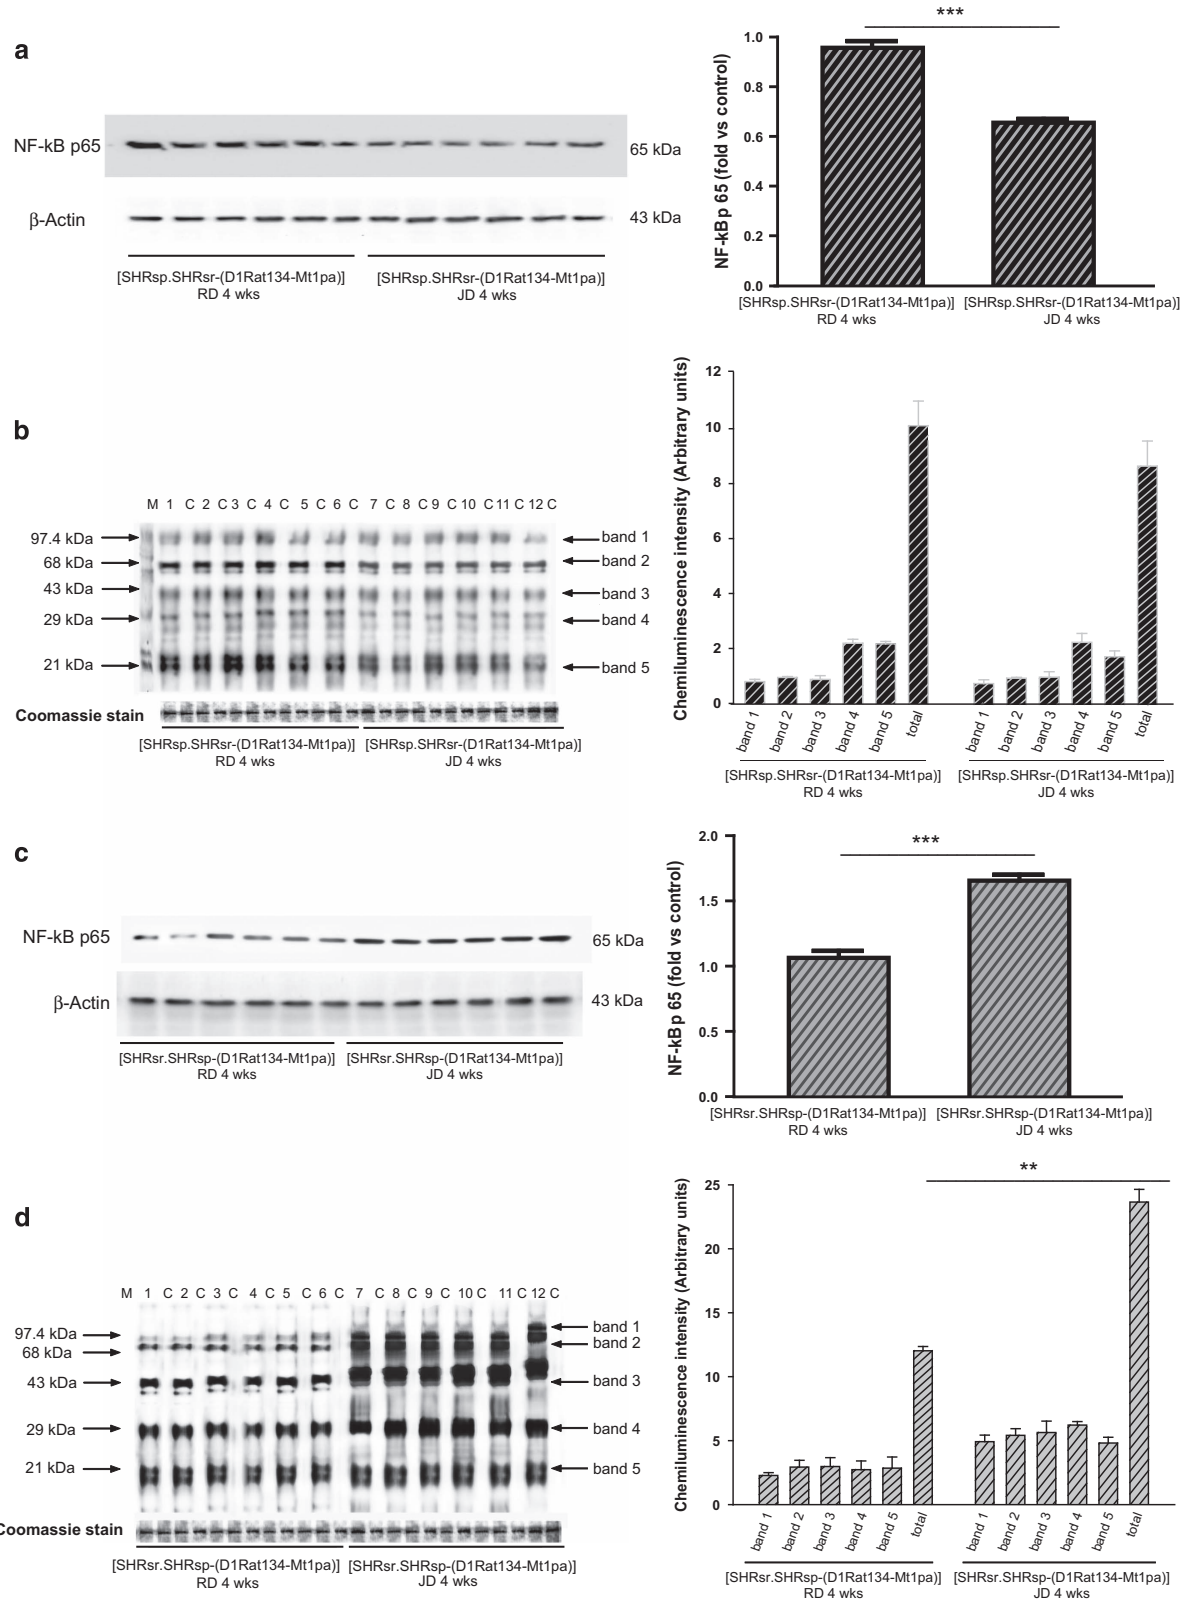 a
NF-kB p65
65 kDa
β-Actin
43 kDa
[SHRsp.SHRsr-(D1Rat134-Mt1pa)]
RD 4 wks
[SHRsp.SHRsr-(D1Rat134-Mt1pa)]
JD 4 wks
***
NF-kBp 65 (fold vs control)
1.0
0.8
0.6
0.4
0.2
0.0
[SHRsp.SHRsr-(D1Rat134-Mt1pa)]
RD 4 wks
[SHRsp.SHRsr-(D1Rat134-Mt1pa)]
JD 4 wks
b
M 1 C 2 C 3 C 4 C 5 C 6 C 7 C 8 C 9 C 10 C 11 C 12 C
97.4 kDa
68 kDa
43 kDa
29 kDa
21 kDa
band 1
band 2
band 3
band 4
band 5
Coomassie stain
[SHRsp.SHRsr-(D1Rat134-Mt1pa)]
RD 4 wks
[SHRsp.SHRsr-(D1Rat134-Mt1pa)]
JD 4 wks
Chemiluminescence intensity (Arbitrary units)
12
10
8
6
4
2
0
band 1
band 2
band 3
band 4
band 5
total
band 1
band 2
band 3
band 4
band 5
total
[SHRsp.SHRsr-(D1Rat134-Mt1pa)]
RD 4 wks
[SHRsp.SHRsr-(D1Rat134-Mt1pa)]
JD 4 wks
c
NF-kB p65
65 kDa
β-Actin
43 kDa
[SHRsr.SHRsp-(D1Rat134-Mt1pa)]
RD 4 wks
[SHRsr.SHRsp-(D1Rat134-Mt1pa)]
JD 4 wks
***
NF-kBp 65 (fold vs control)
2.0
1.5
1.0
0.5
0.0
[SHRsr.SHRsp-(D1Rat134-Mt1pa)]
RD 4 wks
[SHRsr.SHRsp-(D1Rat134-Mt1pa)]
JD 4 wks
d
M 1 C 2 C 3 C 4 C 5 C 6 C 7 C 8 C 9 C 10 C 11 C 12 C
97.4 kDa
68 kDa
43 kDa
29 kDa
21 kDa
band 1
band 2
band 3
band 4
band 5
Coomassie stain
[SHRsr.SHRsp-(D1Rat134-Mt1pa)]
RD 4 wks
[SHRsr.SHRsp-(D1Rat134-Mt1pa)]
JD 4 wks
**
Chemiluminescence intensity (Arbitrary units)
25
20
15
10
5
0
band 1
band 2
band 3
band 4
band 5
total
band 1
band 2
band 3
band 4
band 5
total
[SHRsr.SHRsp-(D1Rat134-Mt1pa)]
RD 4 wks
[SHRsr.SHRsp-(D1Rat134-Mt1pa)]
JD 4 wks